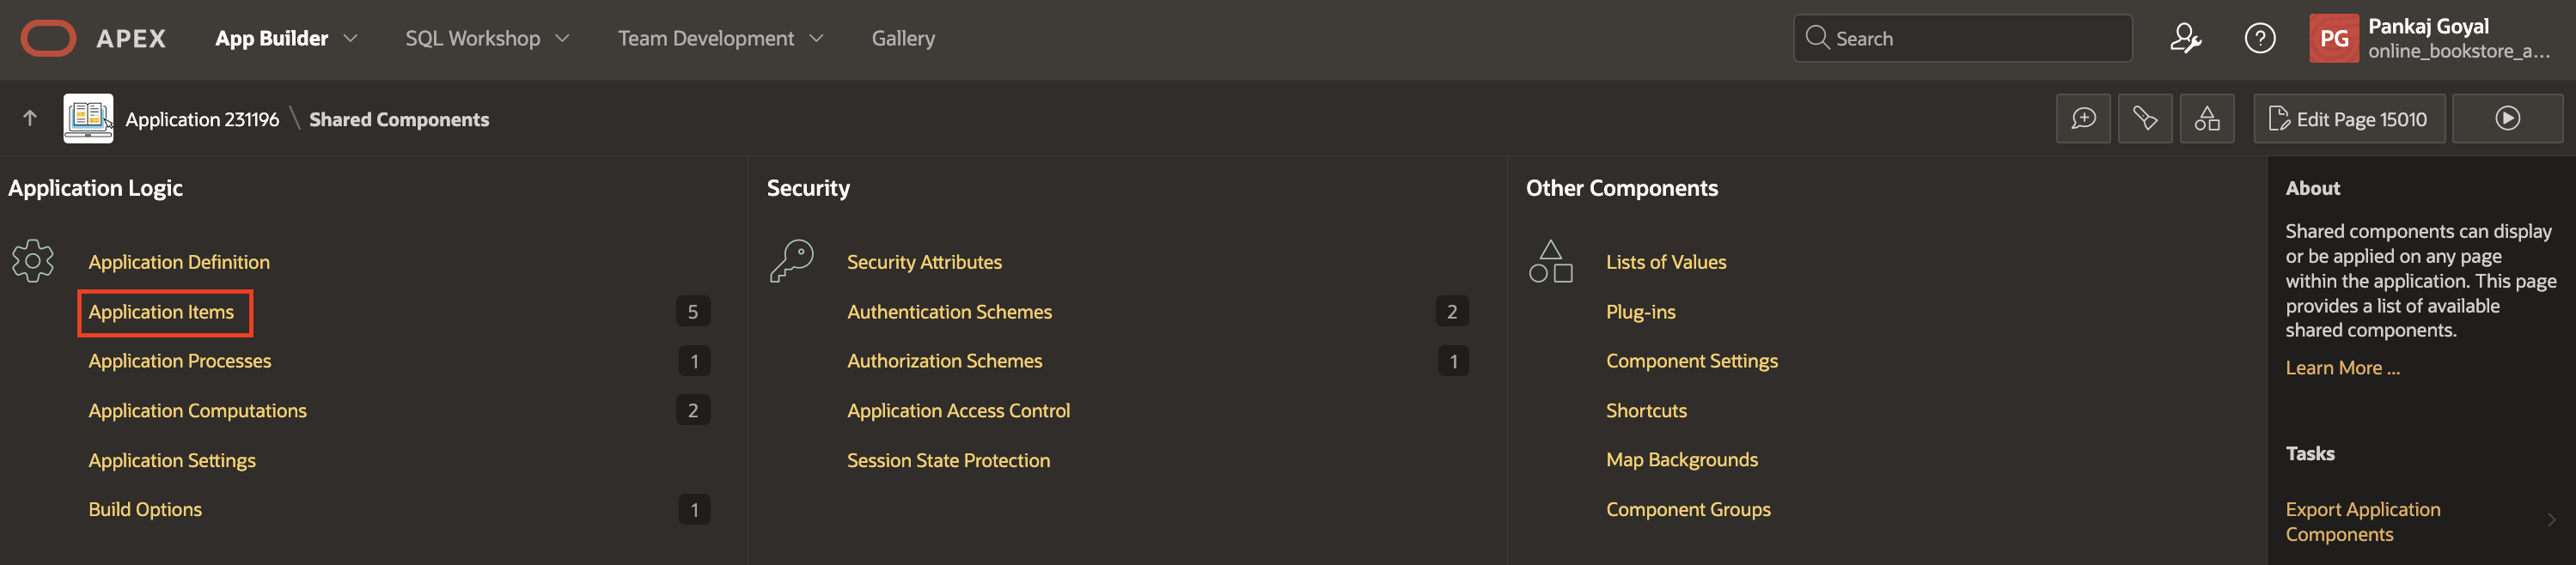 APEX App Builder SQL Workshop Team Development Gallery Search PG Pankaj Goyal
online_bookstore_a...
Application 231196 \ Shared Components Edit Page 15010
Application Logic
Application Definition
Application Items 5
Application Processes 1
Application Computations 2
Application Settings
Build Options 1
Security
Security Attributes
Authentication Schemes 2
Authorization Schemes 1
Application Access Control
Session State Protection
Other Components
Lists of Values
Plug-ins
Component Settings
Shortcuts
Map Backgrounds
Component Groups
About
Shared components can display
or be applied on any page
within the application. This page
provides a list of available
shared components.
Learn More ...
Tasks
Export Application
Components